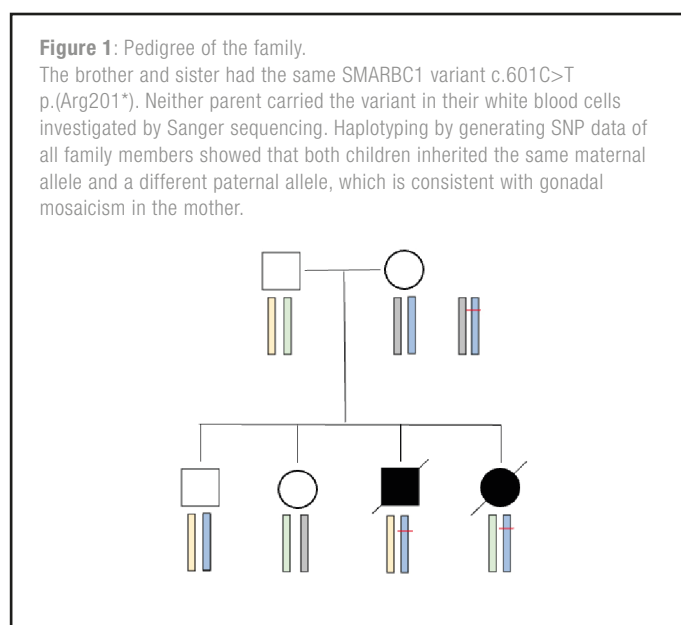 Figure 1: Pedigree of the family.
The brother and sister had the same SMARBC1 variant c.601C>T
p.(Arg201*). Neither parent carried the variant in their white blood cells
investigated by Sanger sequencing. Haplotyping by generating SNP data of
all family members showed that both children inherited the same maternal
allele and a different paternal allele, which is consistent with gonadal
mosaicism in the mother.